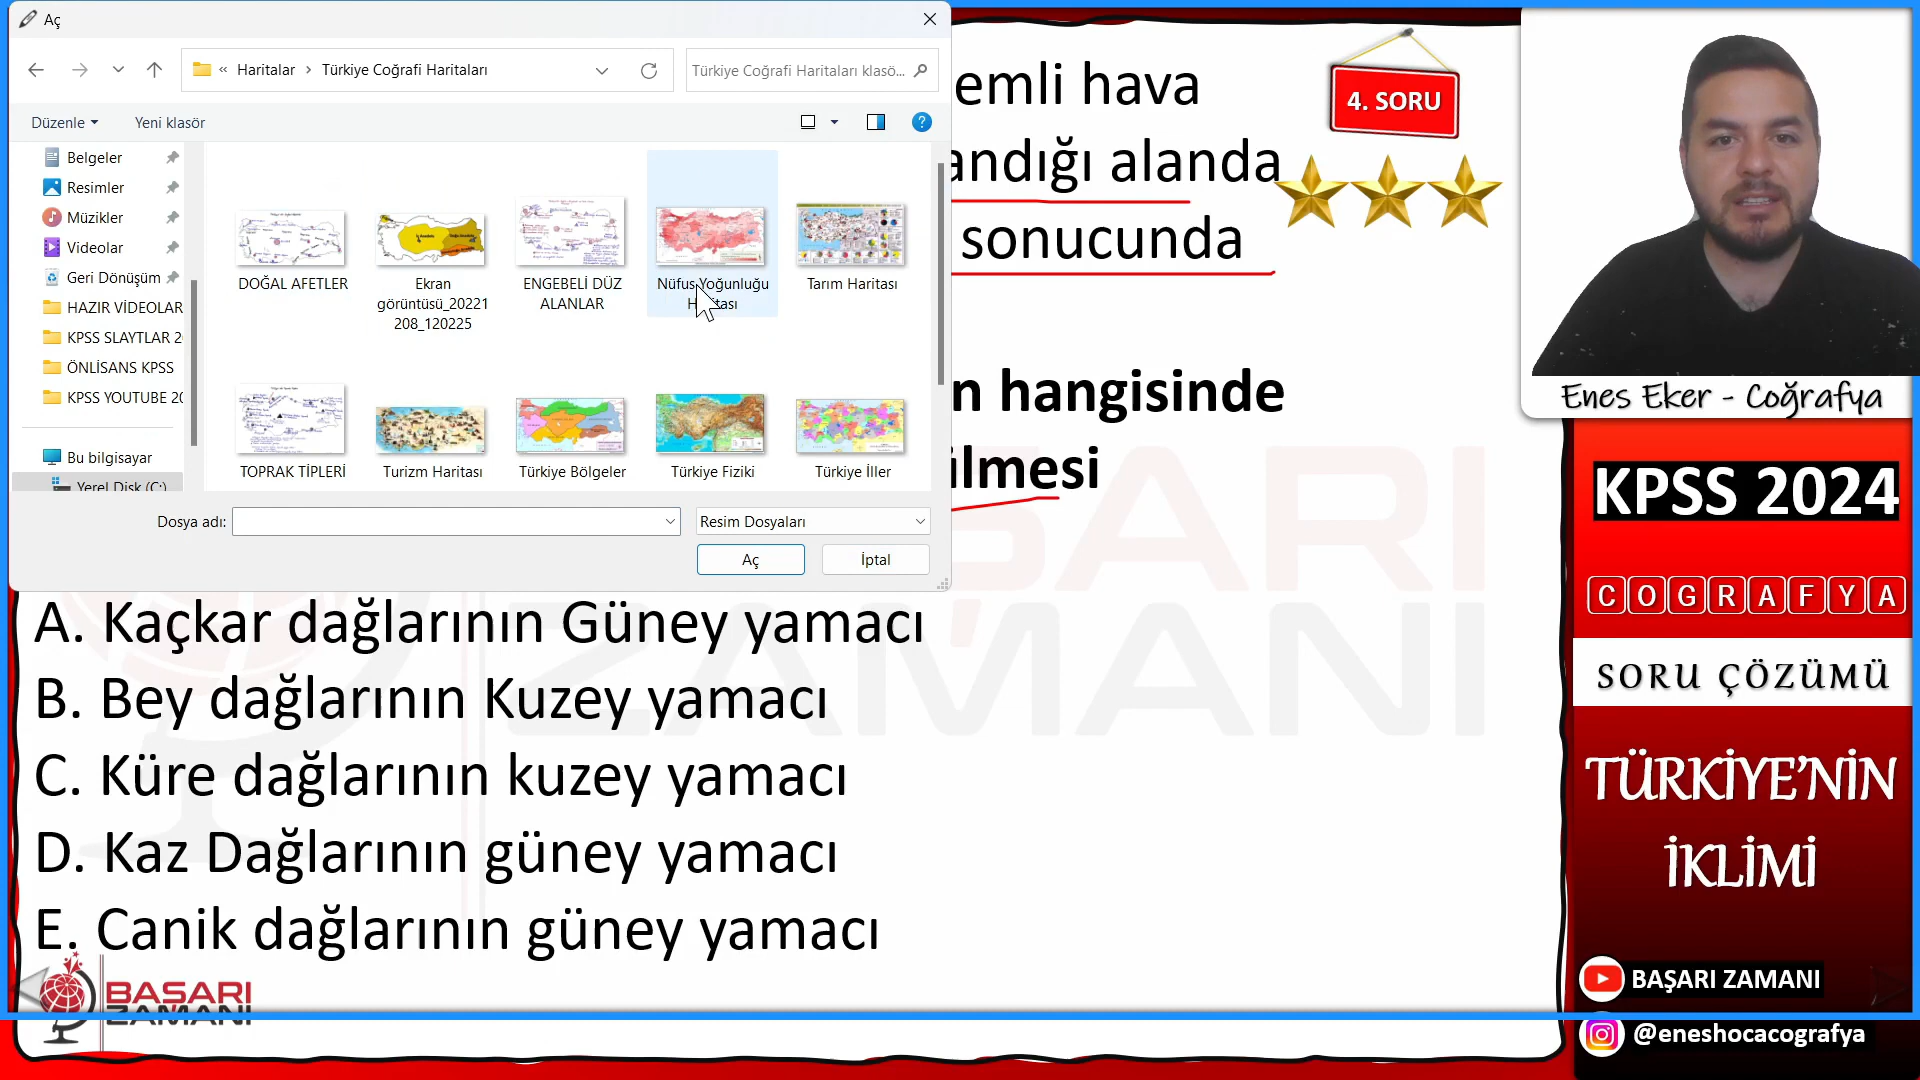 Aç
« Haritalar › Türkiye Coğrafi Haritaları
Türkiye Coğrafi Haritaları klasö...
Düzenle
Yeni klasör
Belgeler
Resimler
Müzikler
Videolar
Geri Dönüşüm
HAZIR VİDEOLAR
KPSS SLAYTLAR 2
ÖNLİSANS KPSS
KPSS YOUTUBE 20
Bu bilgisayar
Yerel Disk (C:)
DOĞAL AFETLER
Ekran
görüntüsü_20221
208_120225
ENGEBELİ DÜZ
ALANLAR
Nüfus Yoğunluğu
Tarım Haritası
TOPRAK TİPLERİ
Turizm Haritası
Türkiye Bölgeler
Türkiye Fiziki
Türkiye İller
Dosya adı:
Resim Dosyaları
Aç
İptal
emli hava
andığı alanda
sonucunda
n hangisinde
ilmesi
4. SORU
A. Kaçkar dağlarının Güney yamacı
B. Bey dağlarının Kuzey yamacı
C. Küre dağlarının kuzey yamacı
D. Kaz Dağlarının güney yamacı
E. Canik dağlarının güney yamacı
BAŞARI
ZAMANI
Enes Eker - Coğrafya
KPSS 2024
COĞRAFYA
SORU ÇÖZÜMÜ
TÜRKİYE'NİN
İKLİMİ
BAŞARI ZAMANI
@eneshocacografya